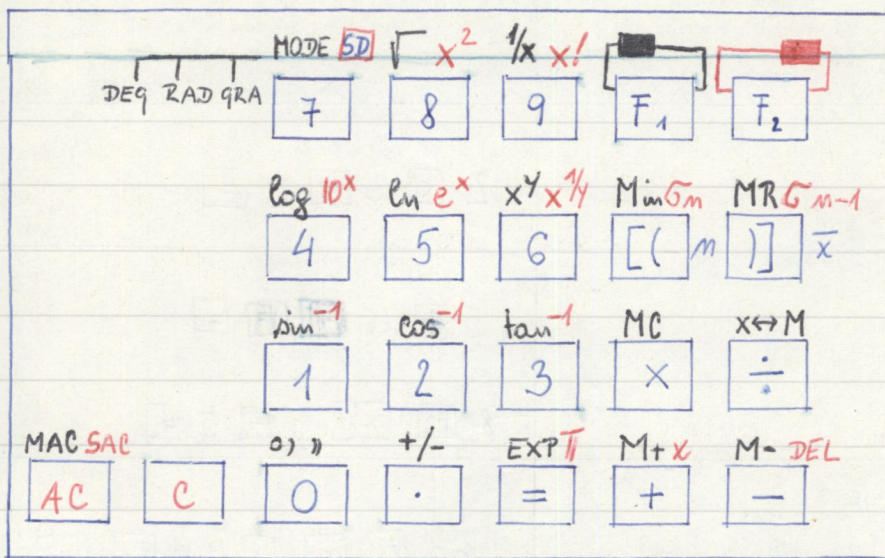 MODE SD √ x² 1/x x!
DEG RAD GRA
7 8 9 F1 F2
log 10ˣ ln eˣ xʸ x¹/ʸ Min σn MR σn-1
4 5 6 [( n )] x̄
sin⁻¹ cos⁻¹ tan⁻¹ MC x↔M
1 2 3 × ÷
MAC SAC o , ,, +/- EXP π M+ x M- DEL
AC C 0 · = + −